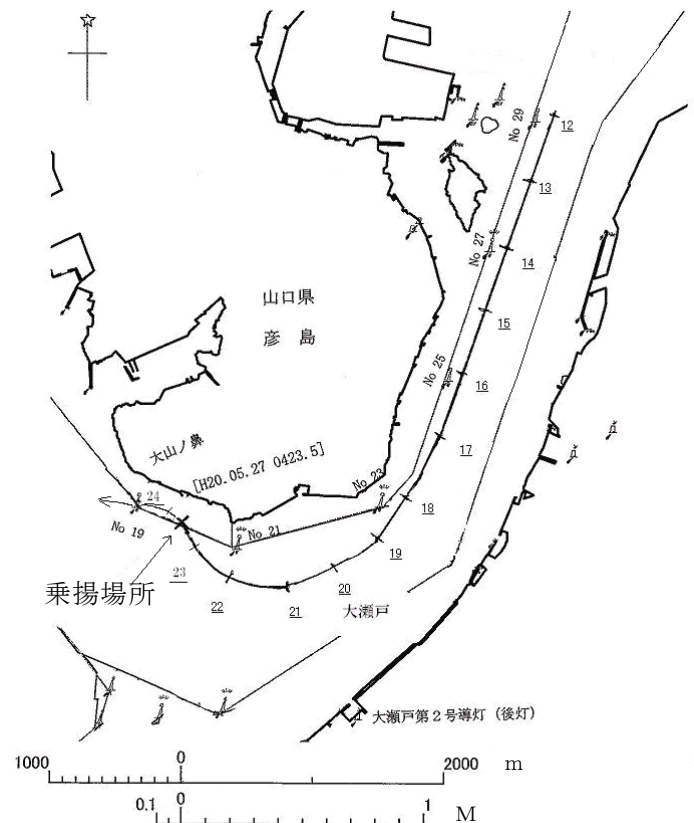 No 29
12
13
No 27
14
山口県
彦 島
15
No 25
16
17
大山ノ鼻
[H20.05.27 0423.5]
No 23
18
24
No 19
No 21
19
23
20
乗揚場所
22
21
大瀬戸
大瀬戸第2号導灯(後灯)
1000 0 2000 m
0.1 0 1 M